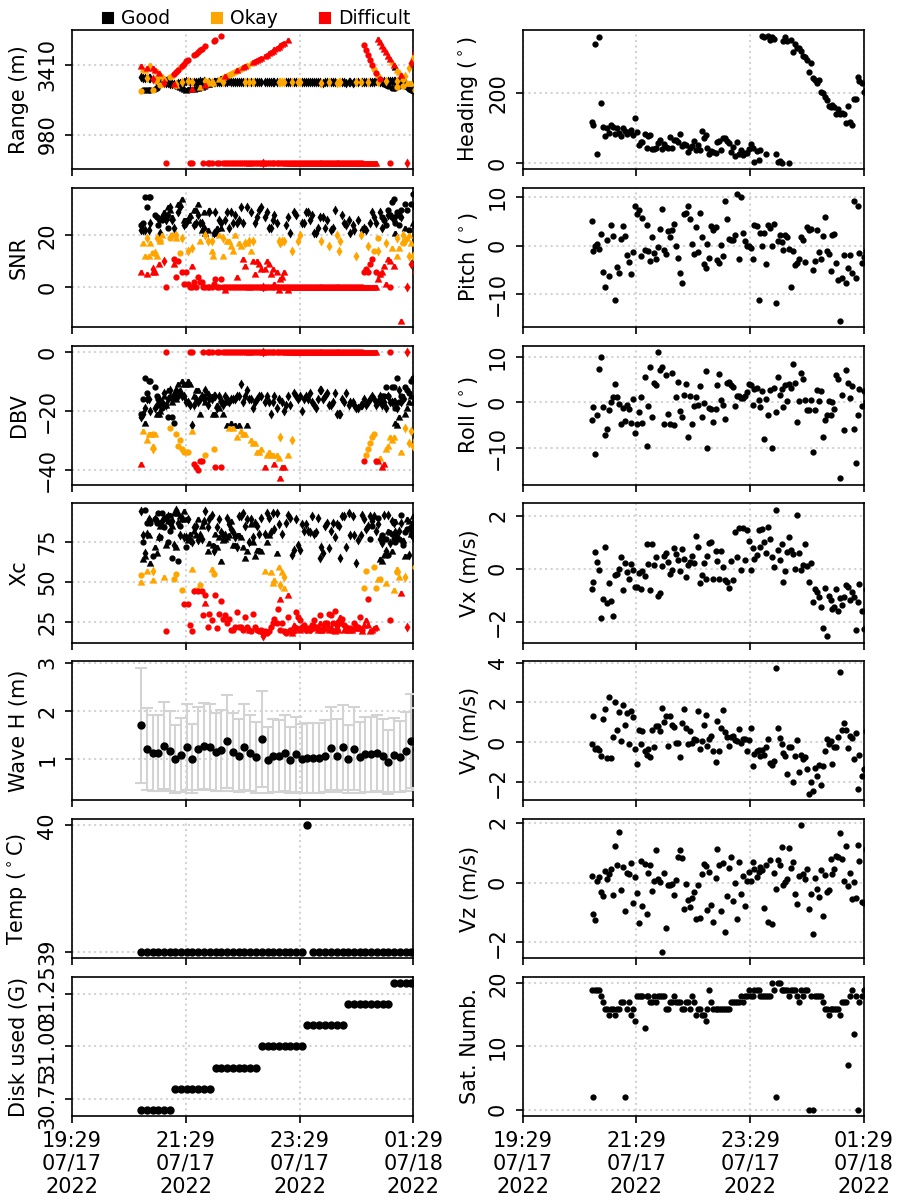 Good Okay Difficult
Range (m)
3410
980
Heading (°)
200
0
SNR
20
0
Pitch (°)
10
0
−10
DBV
0
−20
−40
Roll (°)
10
0
−10
Xc
75
50
25
Vx (m/s)
2
0
−2
Wave H (m)
3
2
1
Vy (m/s)
4
2
0
−2
Temp (°C)
40
39
Vz (m/s)
2
0
−2
Disk used (G)
31.25
31.00
30.75
Sat. Numb.
20
10
0
19:29 21:29 23:29 01:29
07/17 07/17 07/17 07/18
2022 2022 2022 2022
19:29 21:29 23:29 01:29
07/17 07/17 07/17 07/18
2022 2022 2022 2022